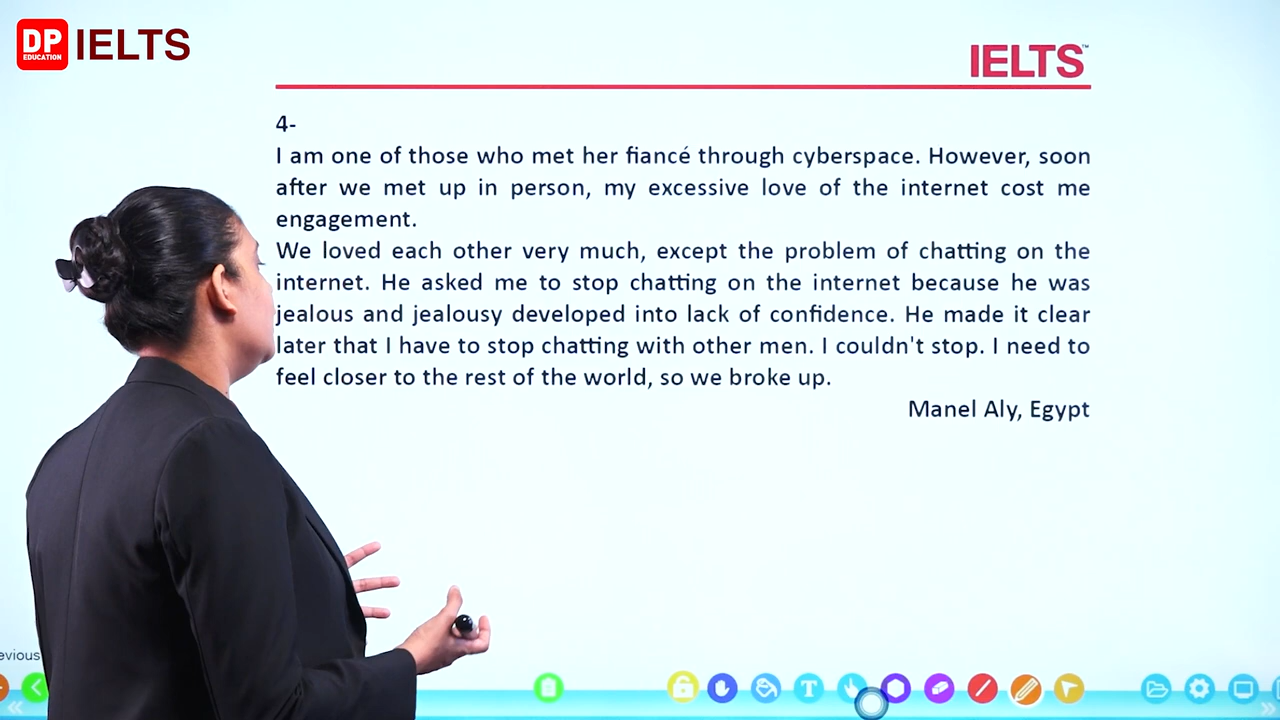 DP
EDUCATION
IELTS
IELTS™
4-
I am one of those who met her fiancé through cyberspace. However, soon
after we met up in person, my excessive love of the internet cost me
engagement.
We loved each other very much, except the problem of chatting on the
internet. He asked me to stop chatting on the internet because he was
jealous and jealousy developed into lack of confidence. He made it clear
later that I have to stop chatting with other men. I couldn't stop. I need to
feel closer to the rest of the world, so we broke up.
Manel Aly, Egypt
evious
T